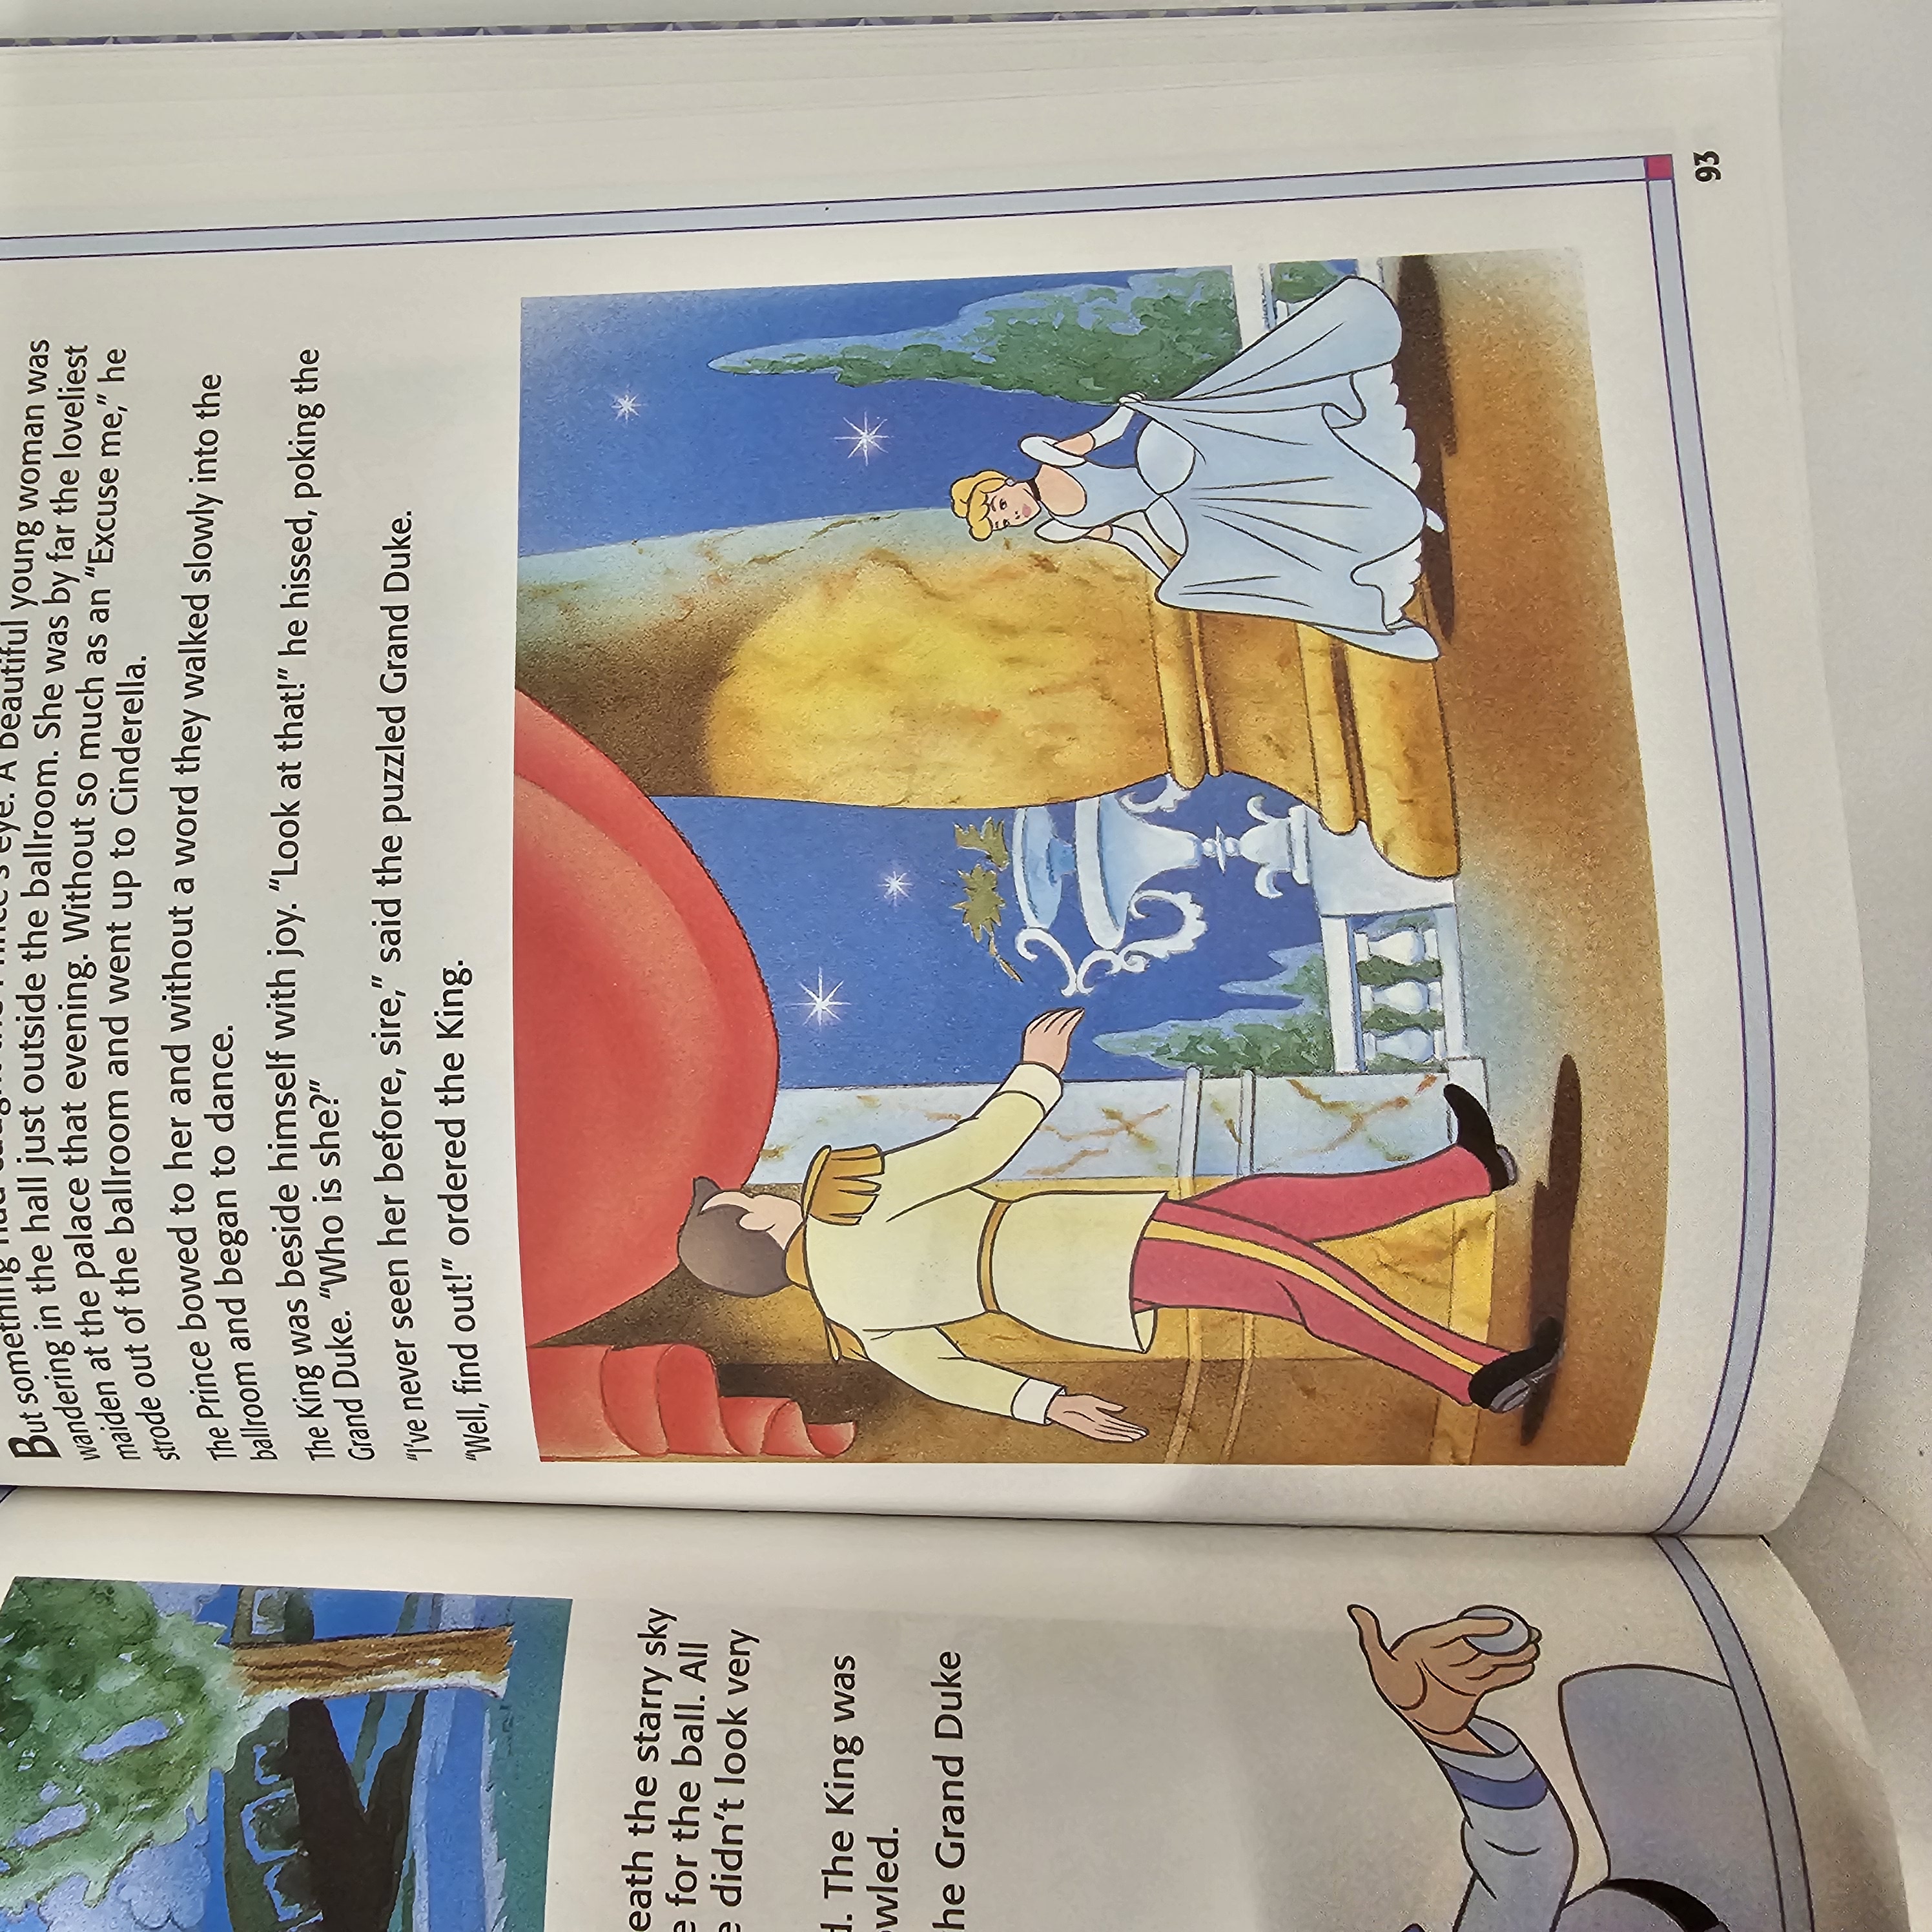 eath the starry sky
e for the ball. All
e didn't look very
d. The King was
owled.
he Grand Duke
But something had caught the Prince's eye. A beautiful young woman was
wandering in the hall just outside the ballroom. She was by far the loveliest
maiden at the palace that evening. Without so much as an “Excuse me,” he
strode out of the ballroom and went up to Cinderella.
The Prince bowed to her and without a word they walked slowly into the
ballroom and began to dance.
The King was beside himself with joy. “Look at that!” he hissed, poking the
Grand Duke. “Who is she?”
“I've never seen her before, sire,” said the puzzled Grand Duke.
“Well, find out!” ordered the King.
93